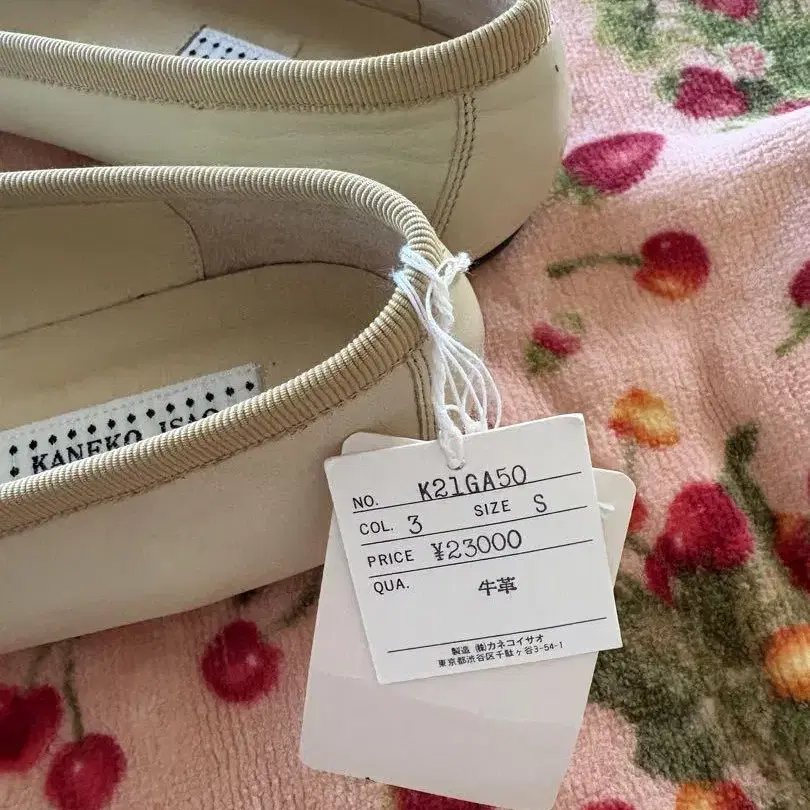 KANEKO ISAO
NO. K21GA50
COL. 3 SIZE S
PRICE ¥23000
QUA. 牛革
製造 ㈱カネコイサオ
東京都渋谷区千駄ヶ谷3-54-1